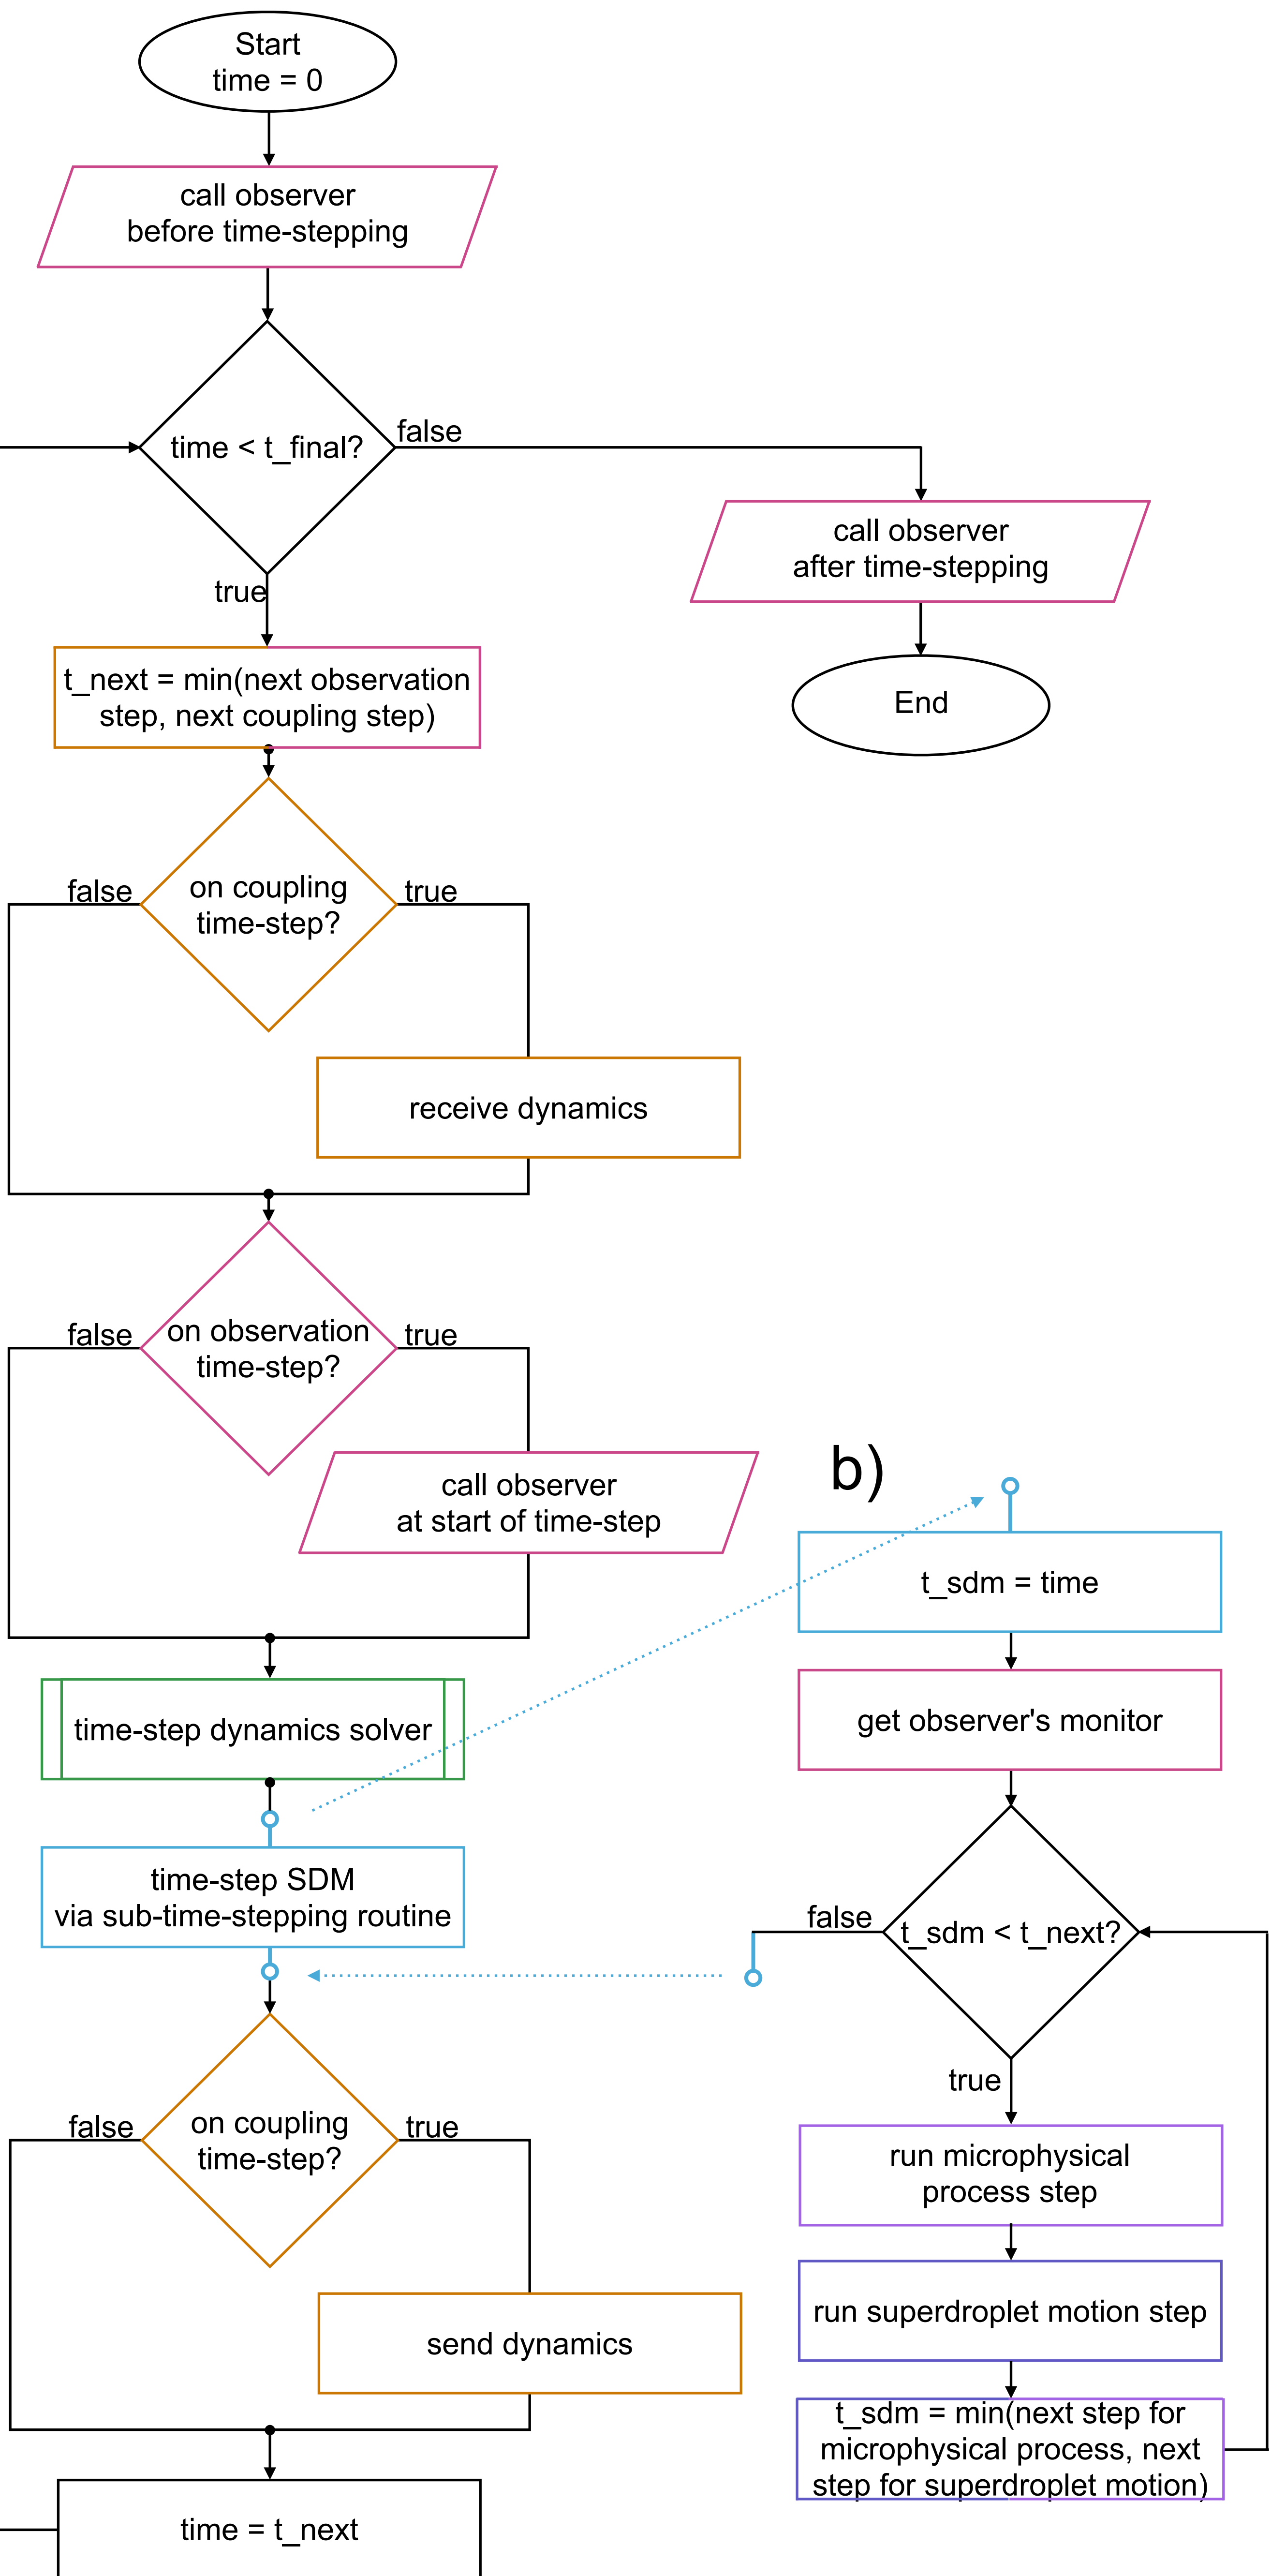 Start
time = 0
call observer
before time-stepping
time < t_final?
false
true
call observer
after time-stepping
End
t_next = min(next observation
step, next coupling step)
on coupling
time-step?
false
true
receive dynamics
on observation
time-step?
false
true
call observer
at start of time-step
time-step dynamics solver
time-step SDM
via sub-time-stepping routine
on coupling
time-step?
false
true
send dynamics
time = t_next
b)
t_sdm = time
get observer's monitor
t_sdm < t_next?
false
true
run microphysical
process step
run superdroplet motion step
t_sdm = min(next step for
microphysical process, next
step for superdroplet motion)